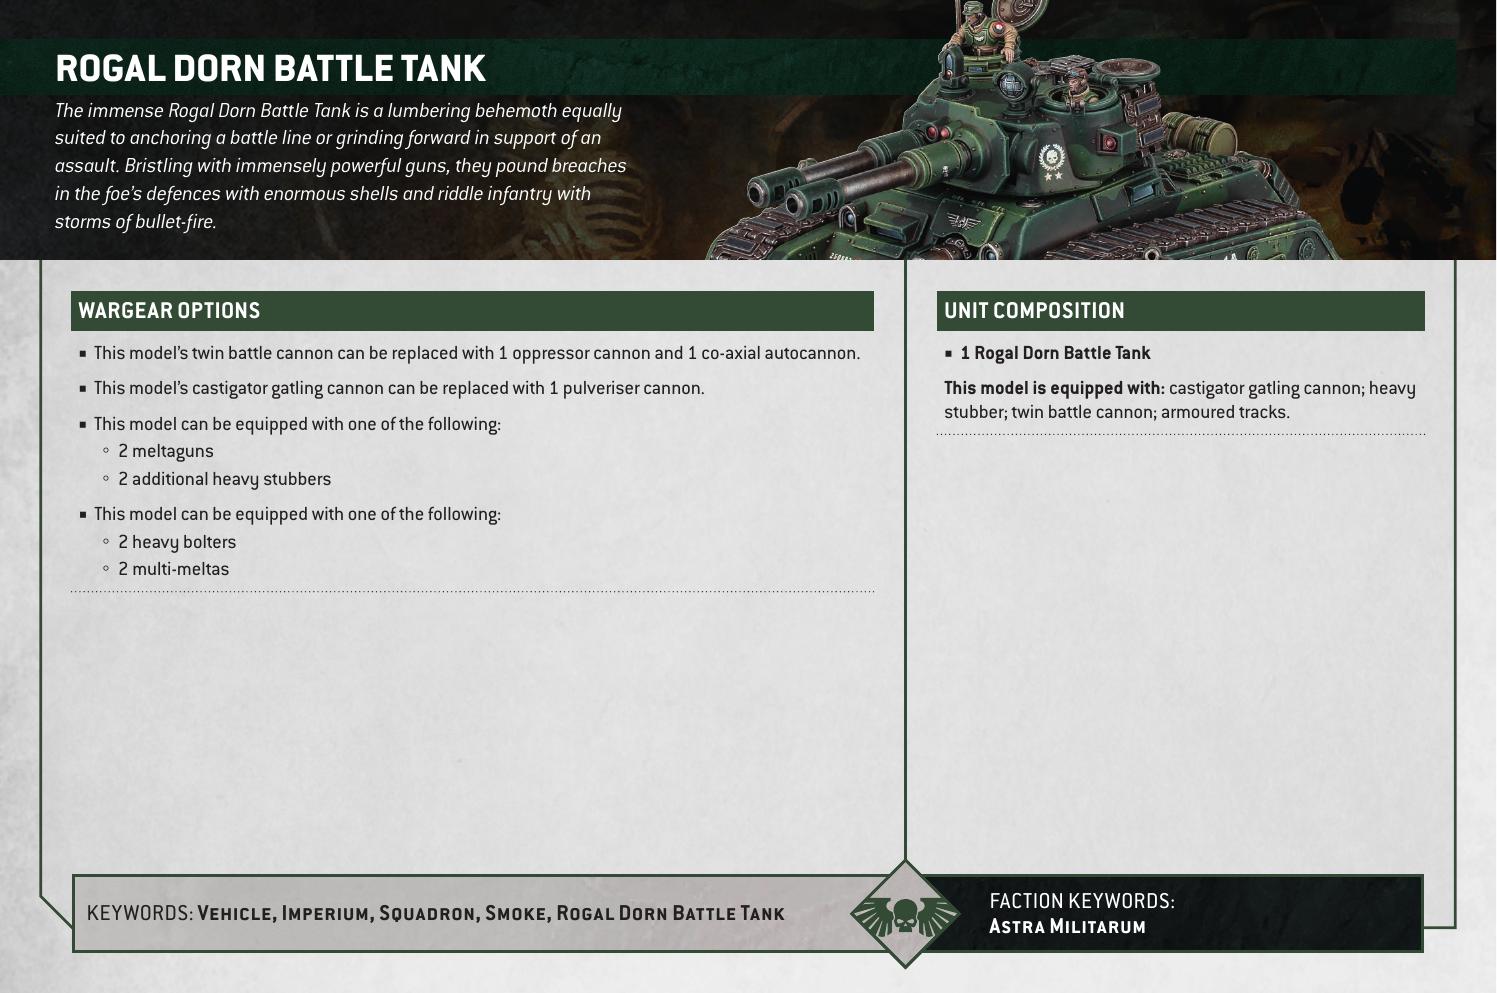 ROGAL DORN BATTLE TANK
The immense Rogal Dorn Battle Tank is a lumbering behemoth equally
suited to anchoring a battle line or grinding forward in support of an
assault. Bristling with immensely powerful guns, they pound breaches
in the foe's defences with enormous shells and riddle infantry with
storms of bullet-fire.
WARGEAR OPTIONS
▪ This model's twin battle cannon can be replaced with 1 oppressor cannon and 1 co-axial autocannon.
▪ This model's castigator gatling cannon can be replaced with 1 pulveriser cannon.
▪ This model can be equipped with one of the following:
◦ 2 meltaguns
◦ 2 additional heavy stubbers
▪ This model can be equipped with one of the following:
◦ 2 heavy bolters
◦ 2 multi-meltas
UNIT COMPOSITION
▪ 1 Rogal Dorn Battle Tank
This model is equipped with: castigator gatling cannon; heavy
stubber; twin battle cannon; armoured tracks.
KEYWORDS: Vehicle, Imperium, Squadron, Smoke, Rogal Dorn Battle Tank
FACTION KEYWORDS:
Astra Militarum